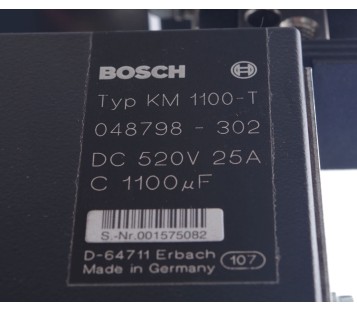 BOSCH
Typ KM 1100-T
048798 - 302
DC 520V 25A
C 1100µF
S.-Nr.001575082
D-64711 Erbach
Made in Germany 107